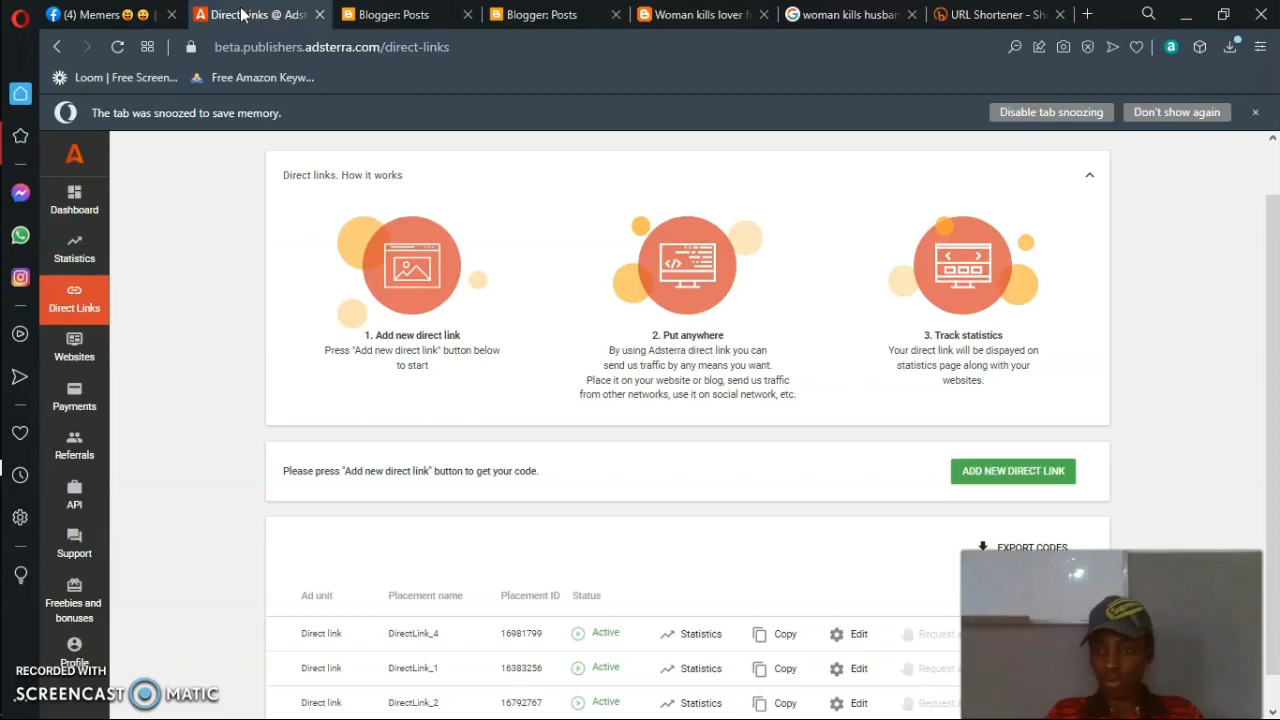 (4) Memers😀 😀 f
Direct Links @ Adst
Blogger: Posts
Blogger: Posts
Woman kills lover f
woman kills husban
URL Shortener - Sho
beta.publishers.adsterra.com/direct-links
a
Loom | Free Screen...
Free Amazon Keyw...
The tab was snoozed to save memory.
Disable tab snoozing
Don't show again
Dashboard
Statistics
Direct Links
Websites
Payments
Referrals
API
Support
Freebies and
bonuses
Profile
Direct links. How it works
1. Add new direct link
Press "Add new direct link" button below
to start
2. Put anywhere
By using Adsterra direct link you can
send us traffic by any means you want.
Place it on your website or blog, send us traffic
from other networks, use it on social network, etc.
3. Track statistics
Your direct link will be dispayed on
statistics page along with your
websites.
Please press "Add new direct link" button to get your code.
ADD NEW DIRECT LINK
EXPORT CODES
Ad unit Placement name Placement ID Status
Direct link DirectLink_4 16981799 Active Statistics Copy Edit Request a
Direct link DirectLink_1 16383256 Active Statistics Copy Edit Request a
Direct link DirectLink_2 16792767 Active Statistics Copy Edit Request a
RECORDED WITH
SCREENCAST MATIC